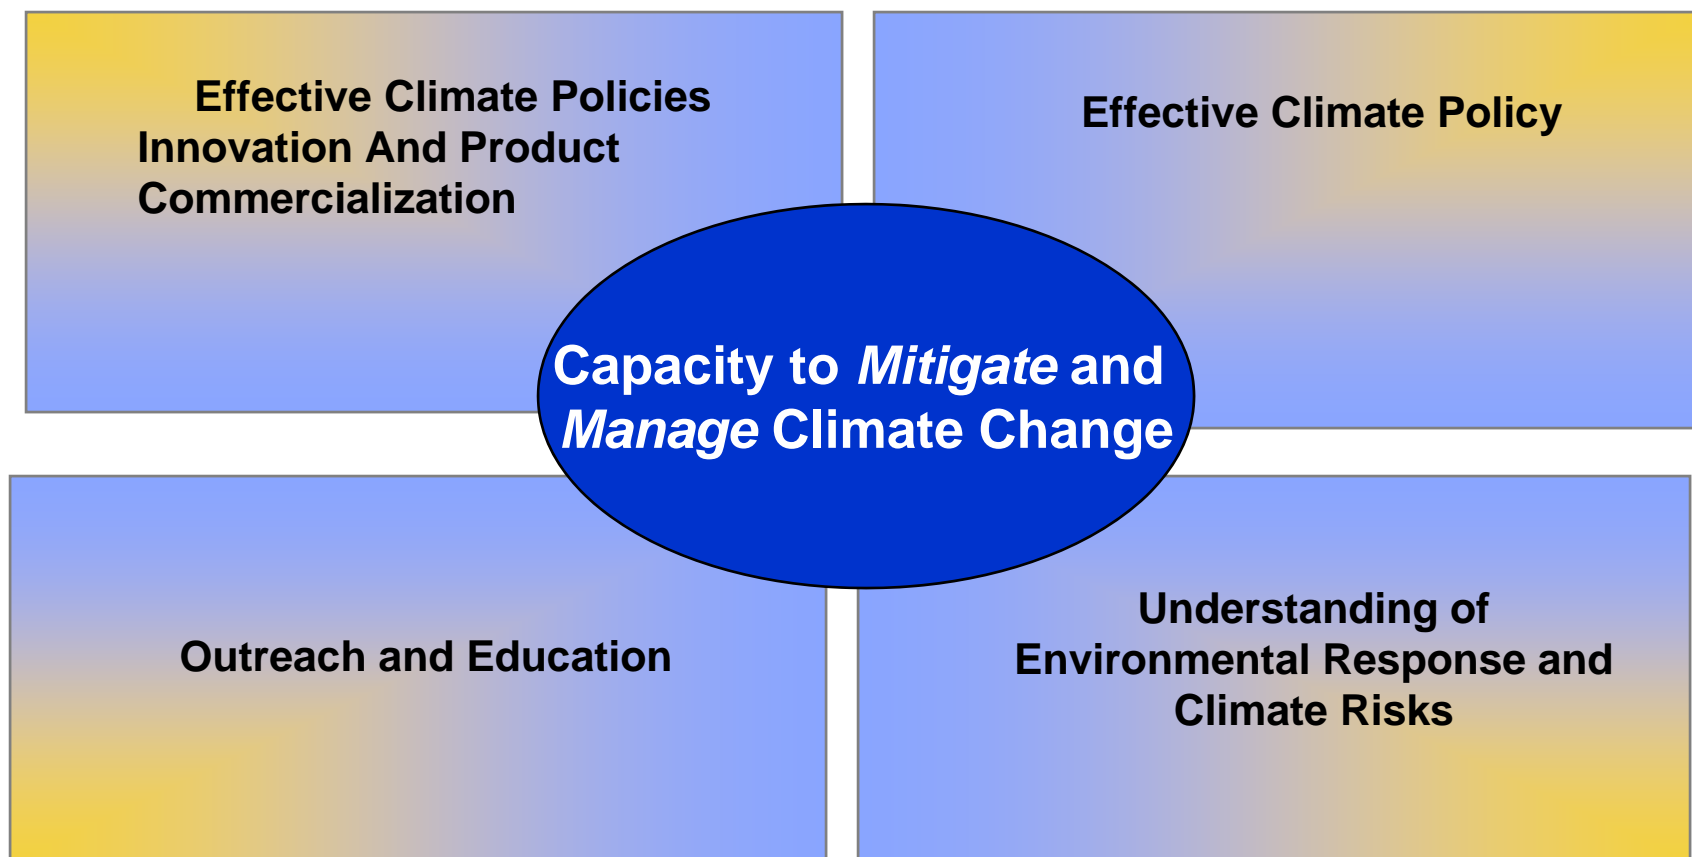 Effective Climate Policies
Innovation And Product
Commercialization
Effective Climate Policy
Capacity to Mitigate and
Manage Climate Change
Outreach and Education
Understanding of
Environmental Response and
Climate Risks